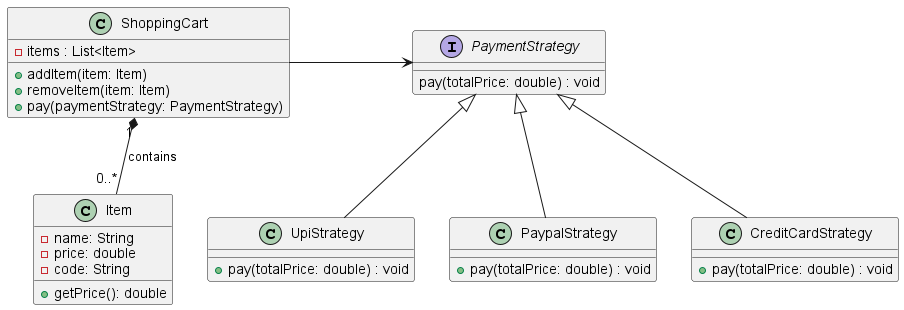 C ShoppingCart
items : List<Item>
addItem(item: Item)
removeItem(item: Item)
pay(paymentStrategy: PaymentStrategy)
I PaymentStrategy
pay(totalPrice: double) : void
1
contains
0..*
C Item
name: String
price: double
code: String
getPrice(): double
C UpiStrategy
pay(totalPrice: double) : void
C PaypalStrategy
pay(totalPrice: double) : void
C CreditCardStrategy
pay(totalPrice: double) : void